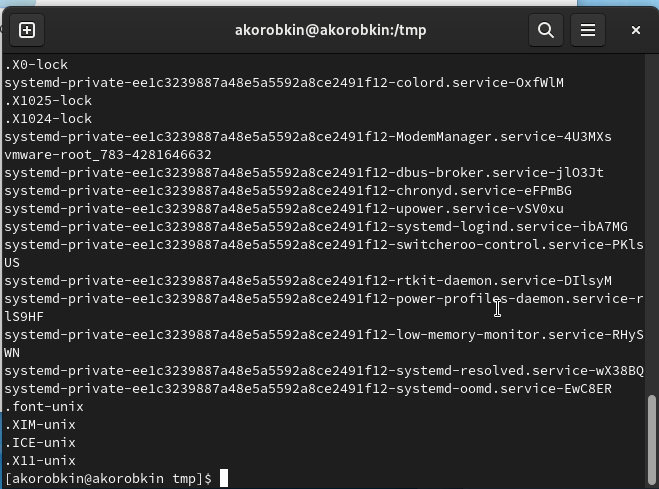 akorobkin@akorobkin:/tmp
.X0-lock
systemd-private-ee1c3239887a48e5a5592a8ce2491f12-colord.service-OxfWlM
.X1025-lock
.X1024-lock
systemd-private-ee1c3239887a48e5a5592a8ce2491f12-ModemManager.service-4U3MXs
vmware-root_783-4281646632
systemd-private-ee1c3239887a48e5a5592a8ce2491f12-dbus-broker.service-jlO3Jt
systemd-private-ee1c3239887a48e5a5592a8ce2491f12-chronyd.service-eFPmBG
systemd-private-ee1c3239887a48e5a5592a8ce2491f12-upower.service-vSV0xu
systemd-private-ee1c3239887a48e5a5592a8ce2491f12-systemd-logind.service-ibA7MG
systemd-private-ee1c3239887a48e5a5592a8ce2491f12-switcheroo-control.service-PKls
US
systemd-private-ee1c3239887a48e5a5592a8ce2491f12-rtkit-daemon.service-DIlsyM
systemd-private-ee1c3239887a48e5a5592a8ce2491f12-power-profiles-daemon.service-r
lS9HF
systemd-private-ee1c3239887a48e5a5592a8ce2491f12-low-memory-monitor.service-RHyS
WN
systemd-private-ee1c3239887a48e5a5592a8ce2491f12-systemd-resolved.service-wX38BQ
systemd-private-ee1c3239887a48e5a5592a8ce2491f12-systemd-oomd.service-EwC8ER
.font-unix
.XIM-unix
.ICE-unix
.X11-unix
[akorobkin@akorobkin tmp]$